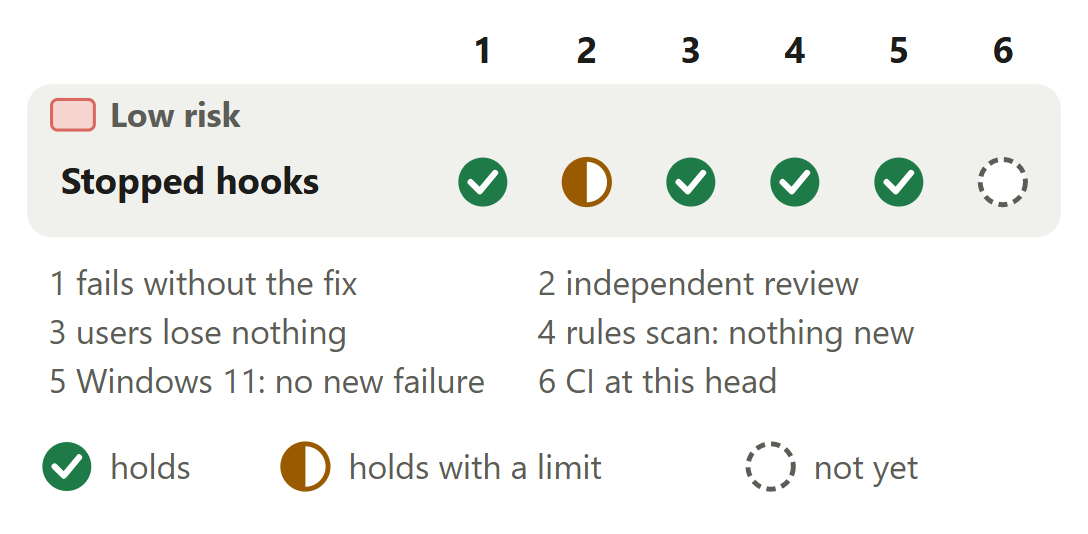 1 2 3 4 5 6
Low risk
Stopped hooks
1 fails without the fix 2 independent review
3 users lose nothing 4 rules scan: nothing new
5 Windows 11: no new failure 6 CI at this head
holds holds with a limit not yet